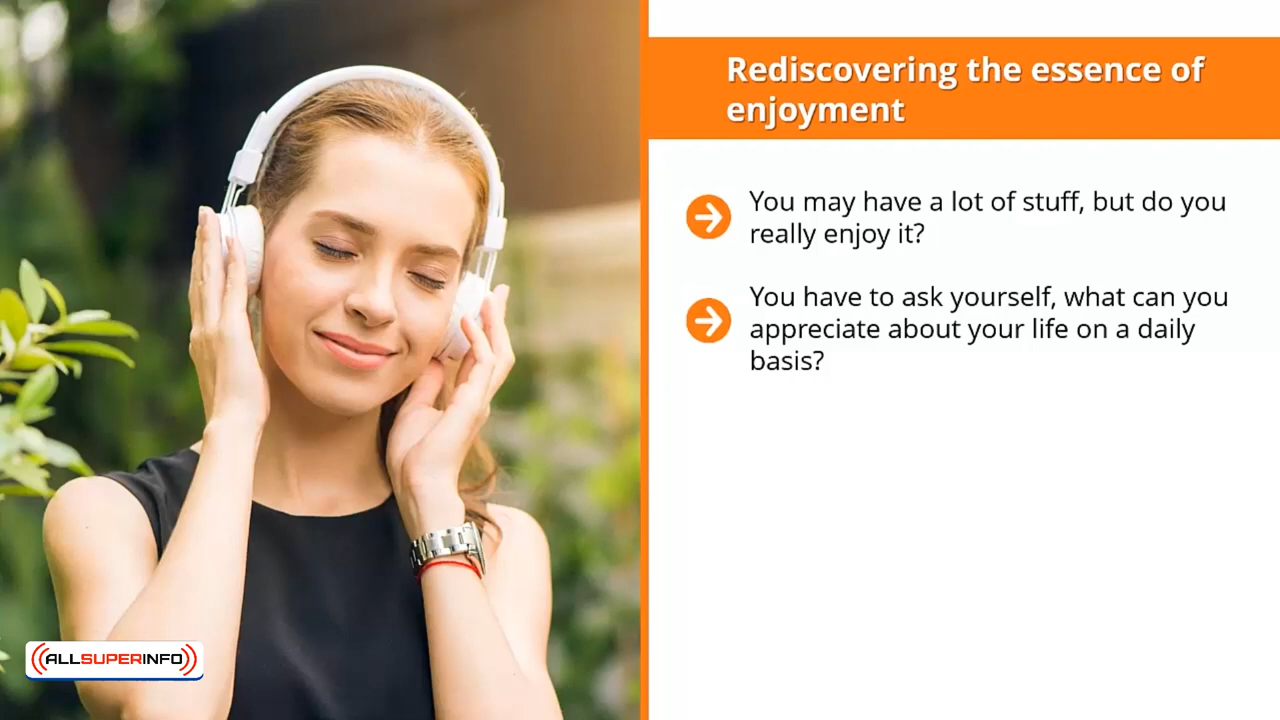 Rediscovering the essence of
enjoyment
You may have a lot of stuff, but do you
really enjoy it?
You have to ask yourself, what can you
appreciate about your life on a daily
basis?
ALLSUPERINFO